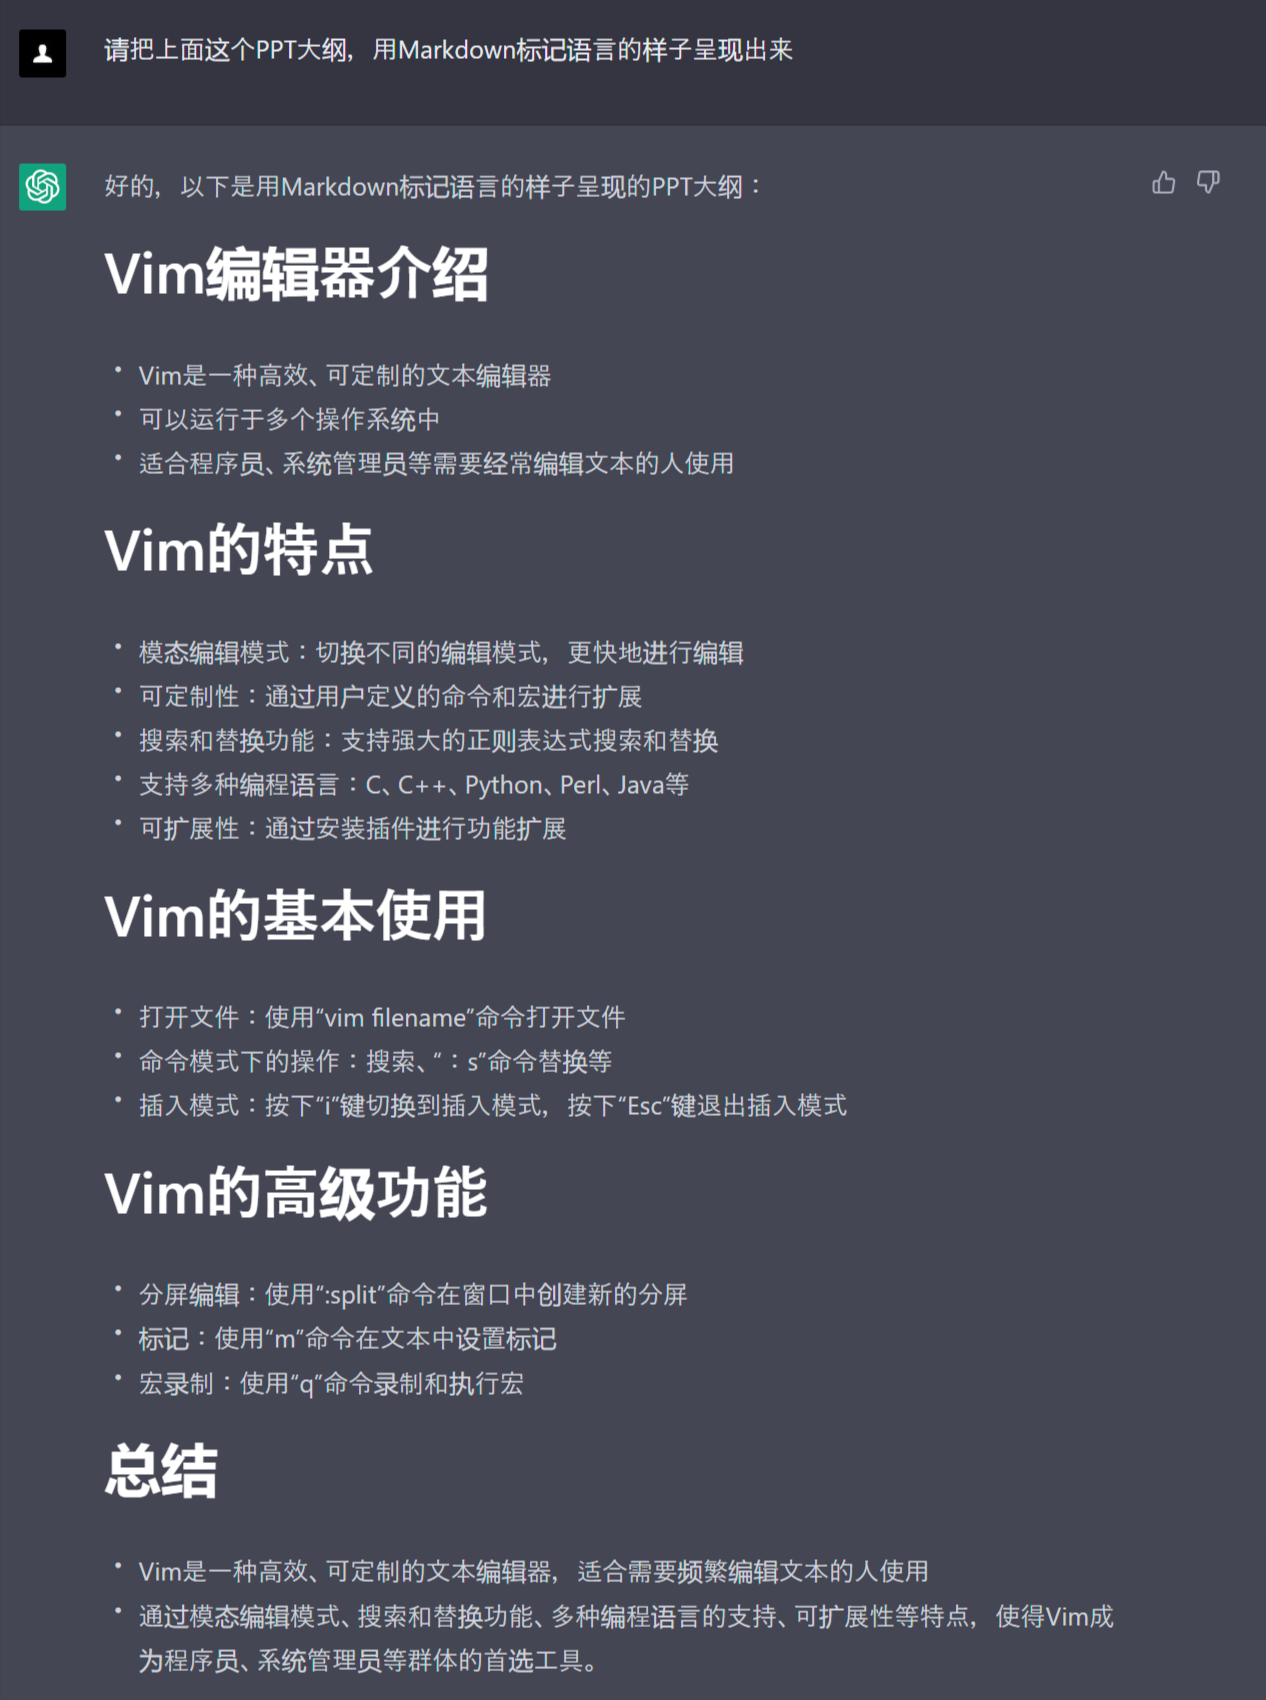 请把上面这个PPT大纲，用Markdown标记语言的样子呈现出来
好的，以下是用Markdown标记语言的样子呈现的PPT大纲：
Vim编辑器介绍
• Vim是一种高效、可定制的文本编辑器
• 可以运行于多个操作系统中
• 适合程序员、系统管理员等需要经常编辑文本的人使用
Vim的特点
• 模态编辑模式：切换不同的编辑模式，更快地进行编辑
• 可定制性：通过用户定义的命令和宏进行扩展
• 搜索和替换功能：支持强大的正则表达式搜索和替换
• 支持多种编程语言：C、C++、Python、Perl、Java等
• 可扩展性：通过安装插件进行功能扩展
Vim的基本使用
• 打开文件：使用“vim filename”命令打开文件
• 命令模式下的操作：搜索、“：s”命令替换等
• 插入模式：按下“i”键切换到插入模式，按下“Esc”键退出插入模式
Vim的高级功能
• 分屏编辑：使用“:split”命令在窗口中创建新的分屏
• 标记：使用“m”命令在文本中设置标记
• 宏录制：使用“q”命令录制和执行宏
总结
• Vim是一种高效、可定制的文本编辑器，适合需要频繁编辑文本的人使用
• 通过模态编辑模式、搜索和替换功能、多种编程语言的支持、可扩展性等特点，使得Vim成
为程序员、系统管理员等群体的首选工具。